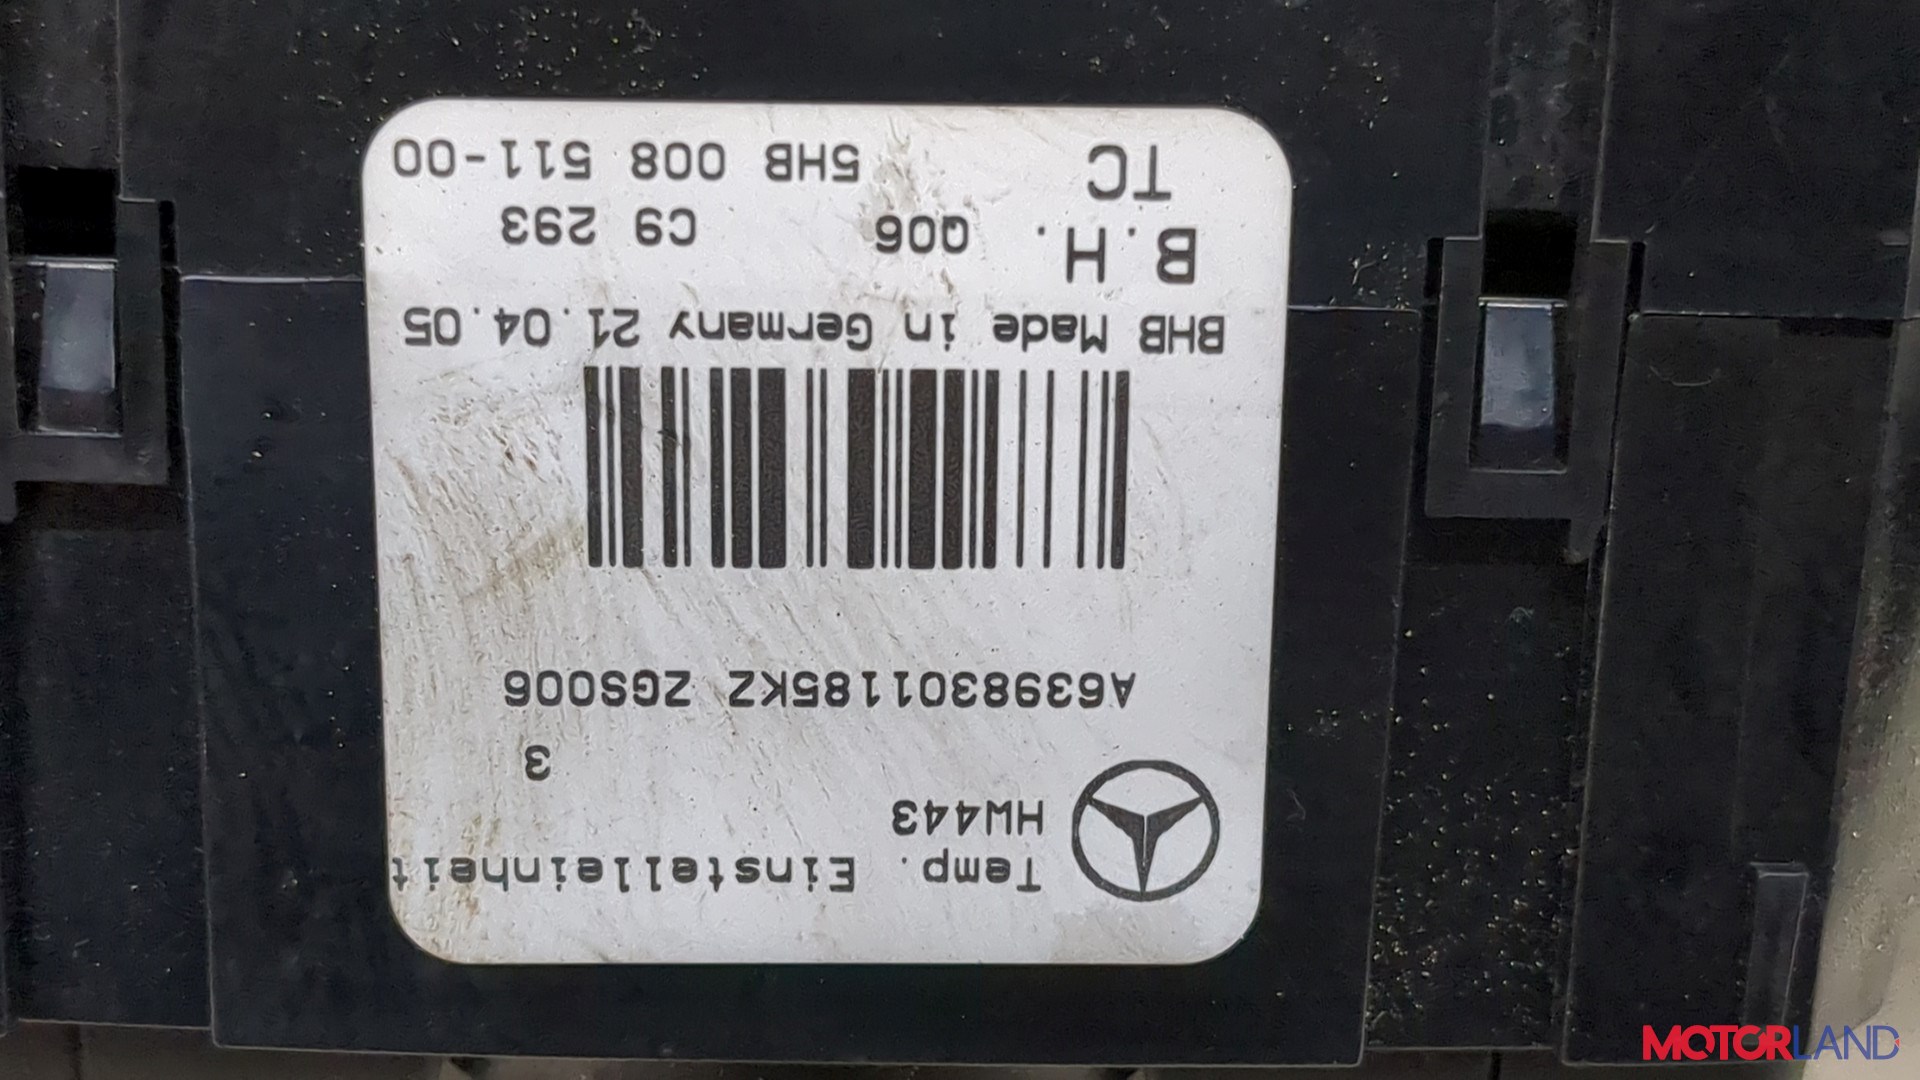 Temp. Einstelleinheit
HW443
3
A6398301185KZ ZGS006
BHB Made in Germany 21.04.05
B.H. Q06 C9 293
TC 5HB 008 511-00
MOTORLAND